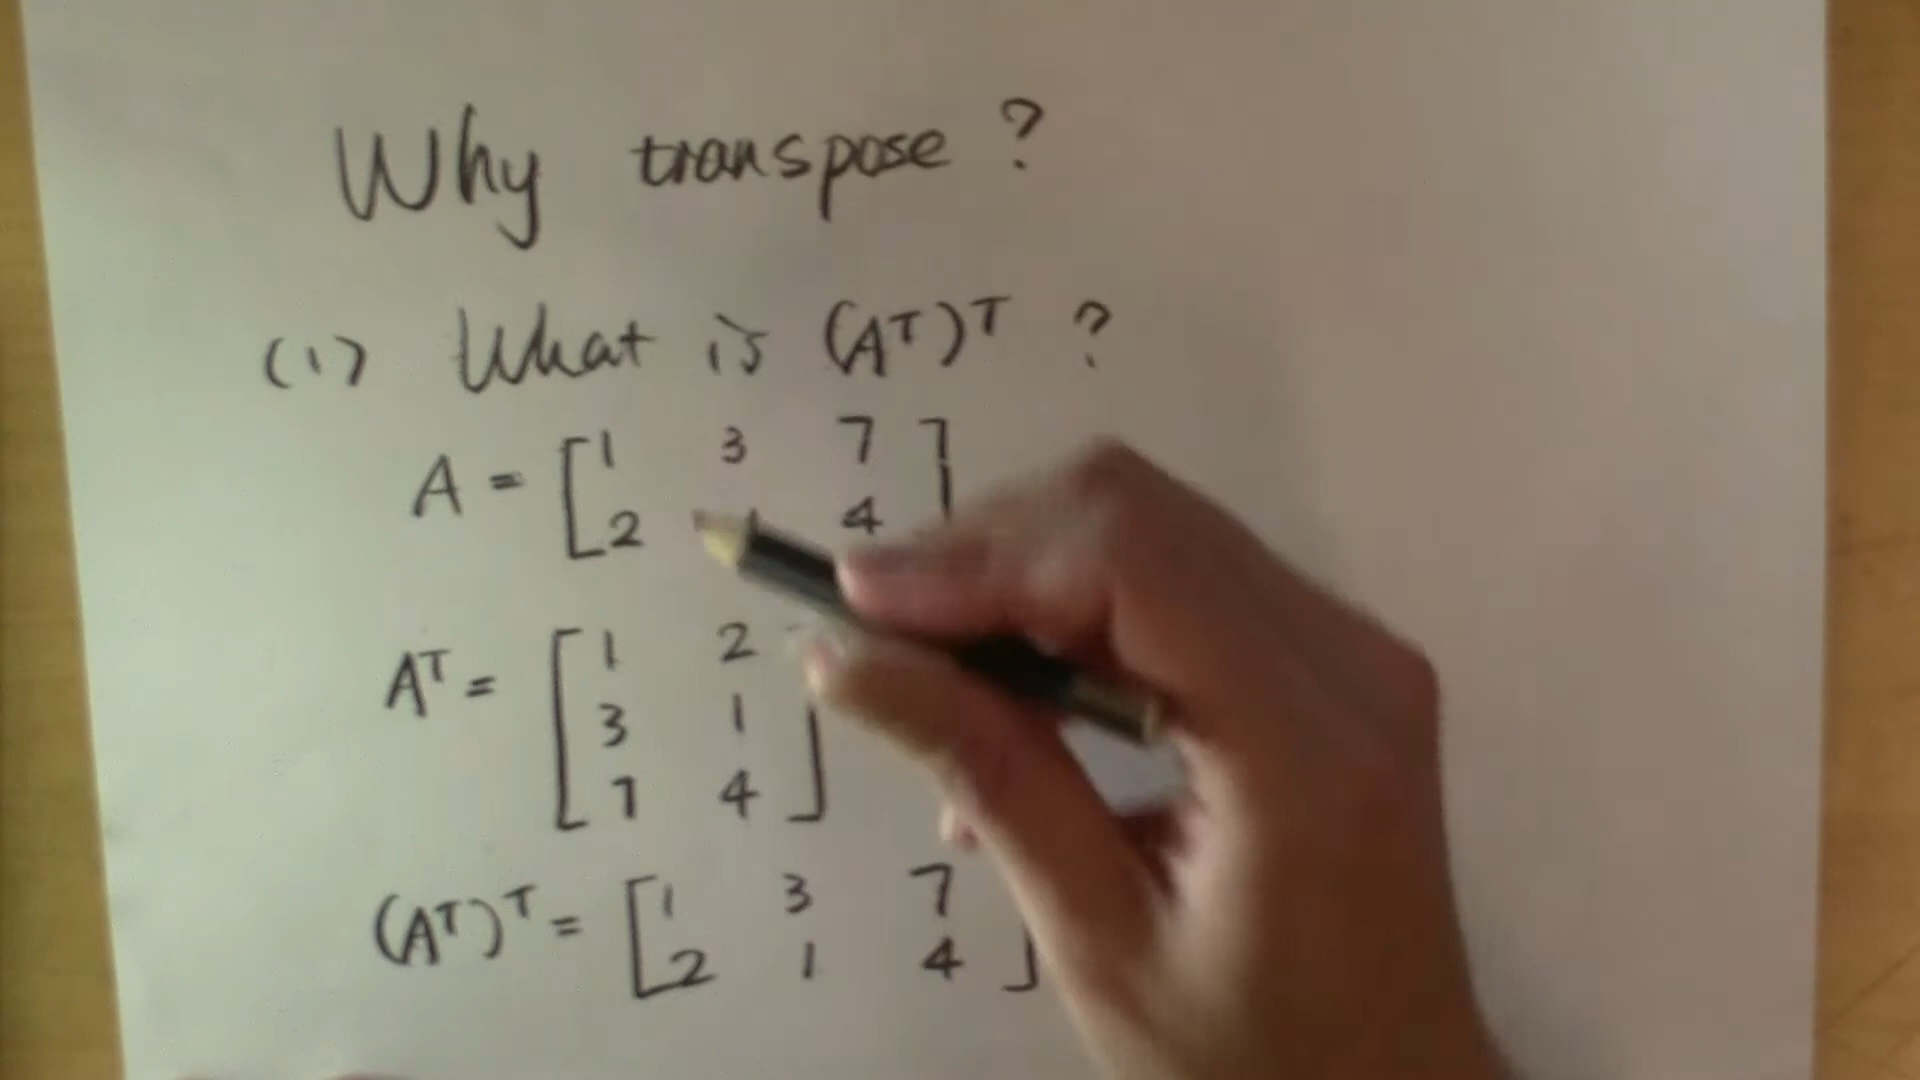 Why transpose ?
(1) What is (Aᵀ)ᵀ ?
A = [ 1 3 7 ]
2 1 4
Aᵀ = [ 1 2
3 1
7 4 ]
(Aᵀ)ᵀ = [ 1 3 7
2 1 4 ]